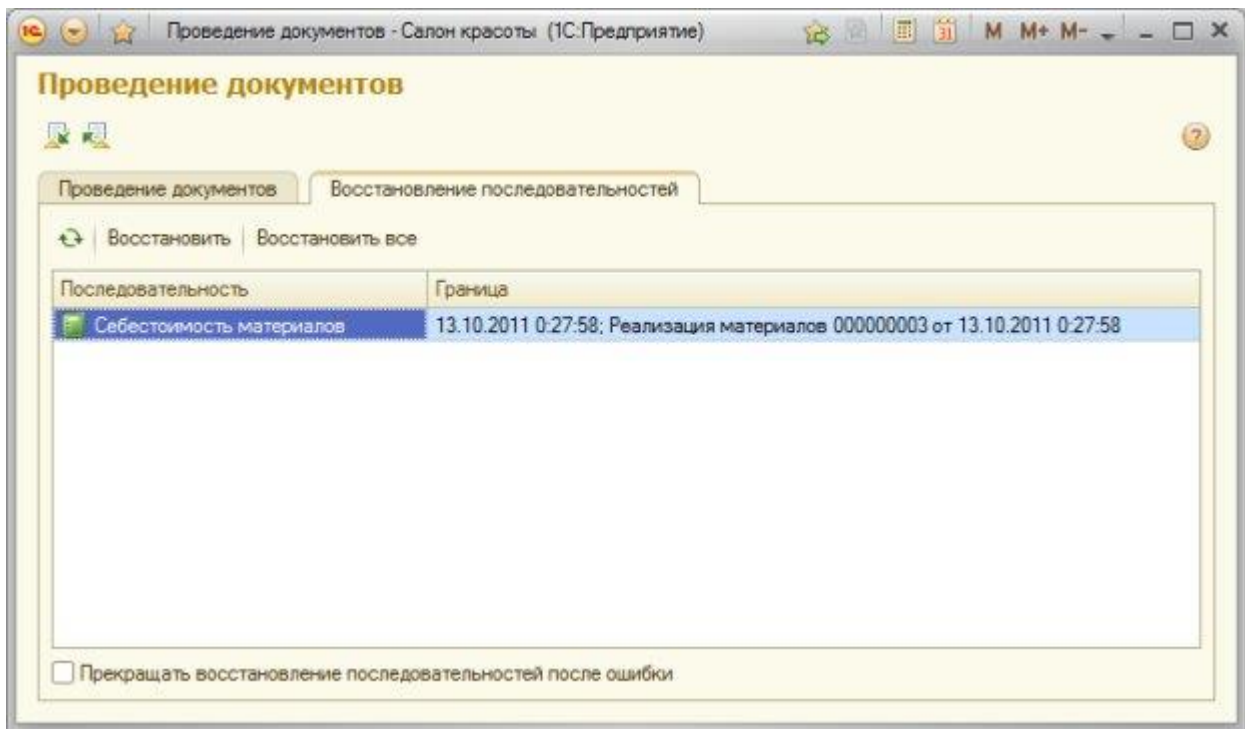 1С Проведение документов - Салон красоты (1С:Предприятие) 31 M M+ M-
Проведение документов
?
Проведение документов Восстановление последовательностей
Восстановить Восстановить все
Последовательность Граница
Себестоимость материалов 13.10.2011 0:27:58; Реализация материалов 000000003 от 13.10.2011 0:27:58
Прекращать восстановление последовательностей после ошибки